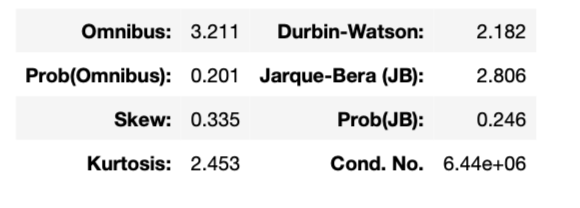 Omnibus: 3.211 Durbin-Watson: 2.182
Prob(Omnibus): 0.201 Jarque-Bera (JB): 2.806
Skew: 0.335 Prob(JB): 0.246
Kurtosis: 2.453 Cond. No. 6.44e+06